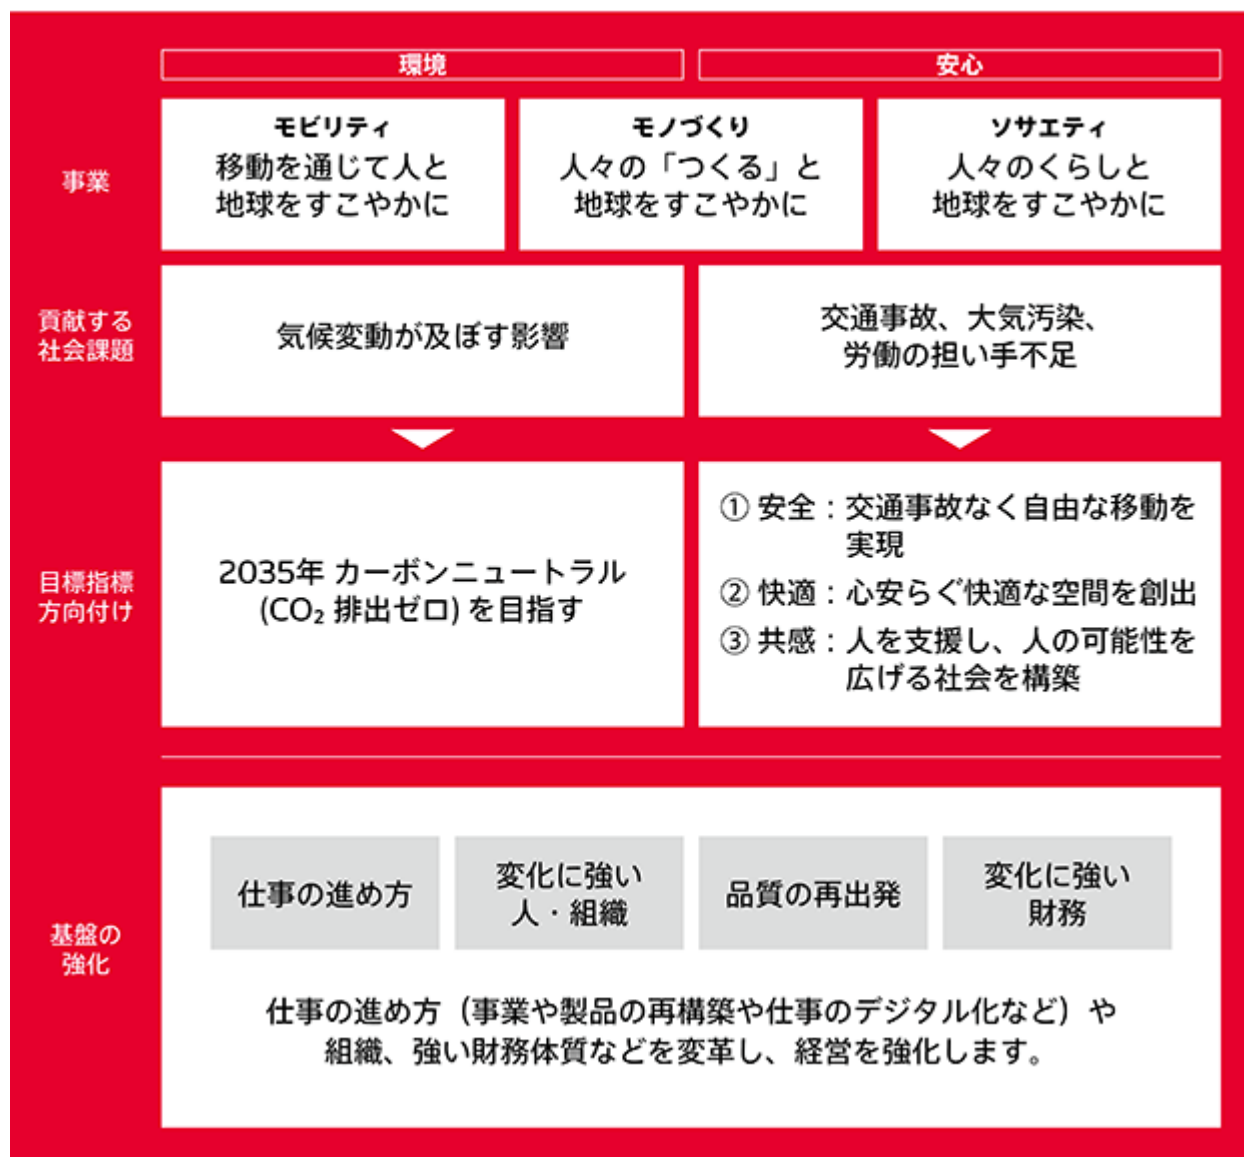 環境
安心
事業
モビリティ
移動を通じて人と
地球をすこやかに
モノづくり
人々の「つくる」と
地球をすこやかに
ソサエティ
人々のくらしと
地球をすこやかに
貢献する
社会課題
気候変動が及ぼす影響
交通事故、大気汚染、
労働の担い手不足
目標指標
方向付け
2035年 カーボンニュートラル
(CO₂ 排出ゼロ) を目指す
① 安全：交通事故なく自由な移動を
実現
② 快適：心安らぐ快適な空間を創出
③ 共感：人を支援し、人の可能性を
広げる社会を構築
基盤の
強化
仕事の進め方
変化に強い
人・組織
品質の再出発
変化に強い
財務
仕事の進め方（事業や製品の再構築や仕事のデジタル化など）や
組織、強い財務体質などを変革し、経営を強化します。